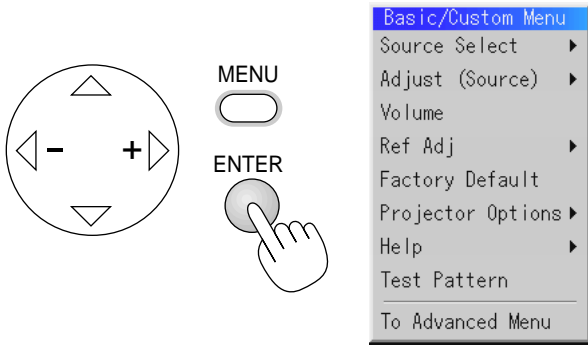 MENU
- +
ENTER
Basic/Custom Menu
Source Select
Adjust (Source)
Volume
Ref Adj
Factory Default
Projector Options
Help
Test Pattern
To Advanced Menu